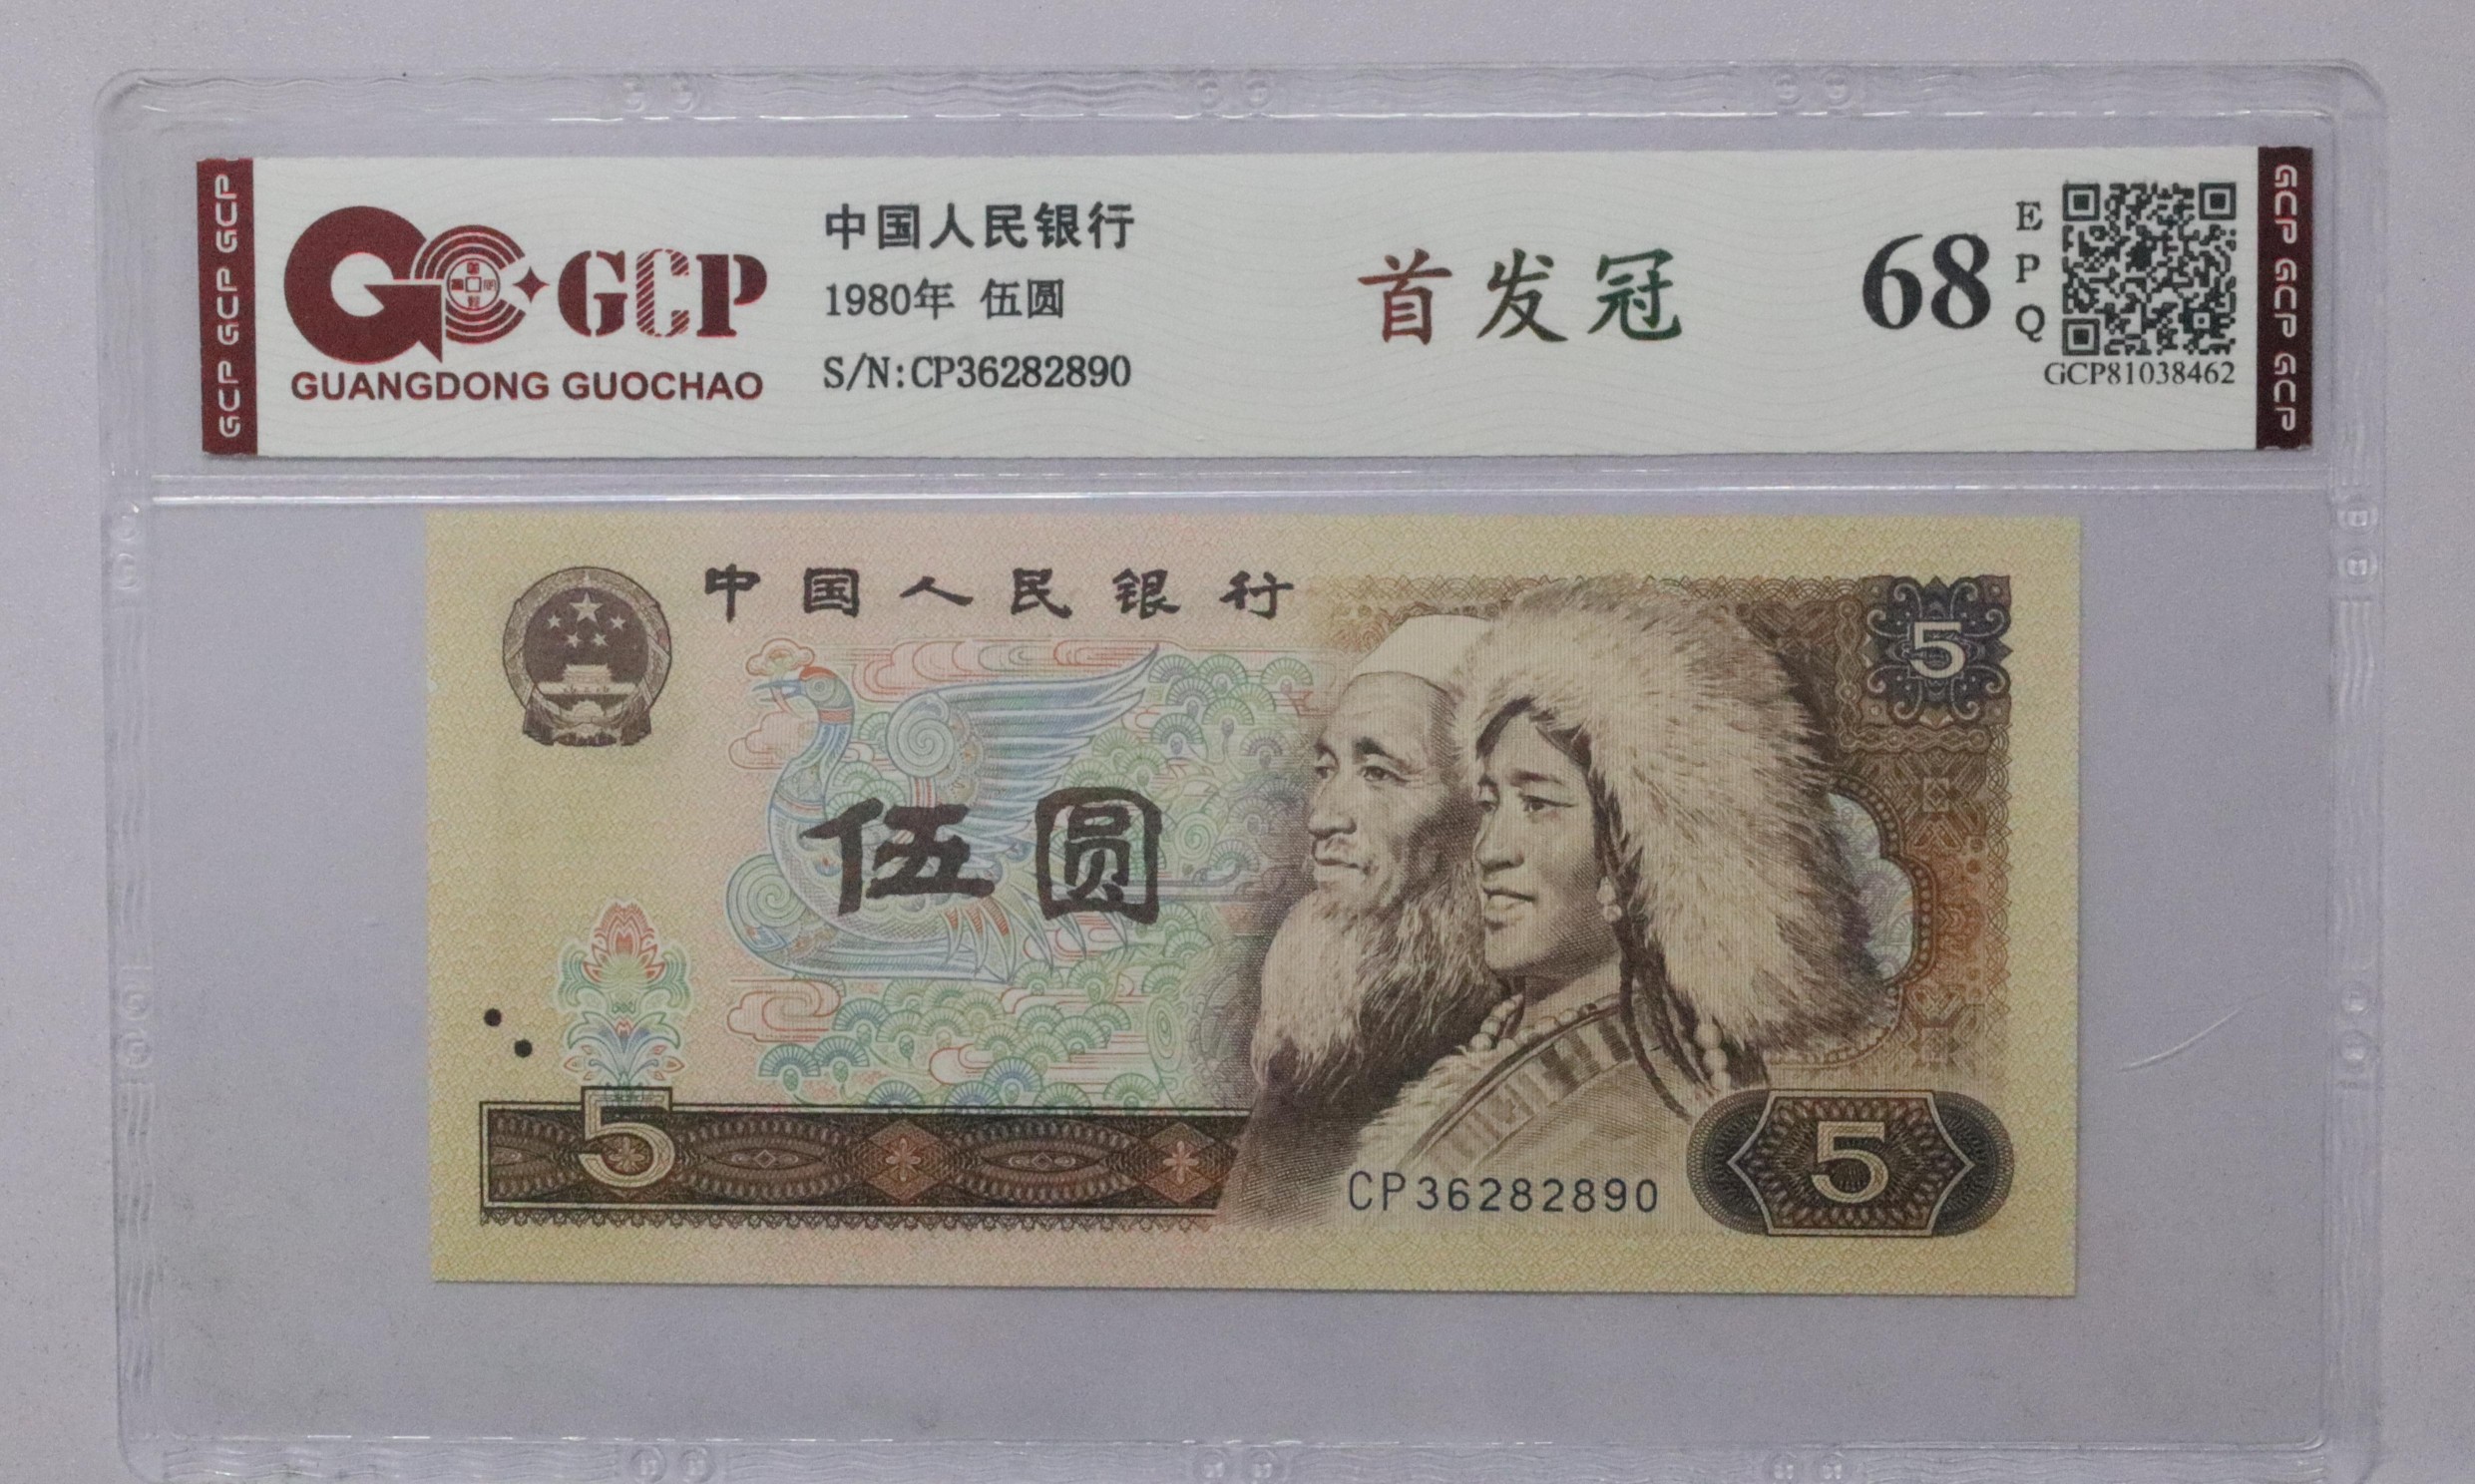 GCP GCP GCP
GCP
GUANGDONG GUOCHAO
中国人民银行
1980年 伍圆
S/N:CP36282890
首发冠
68
EPQ
GCP81038462
GCP GCP GCP
中国人民银行
5
伍圆
5
CP36282890
5